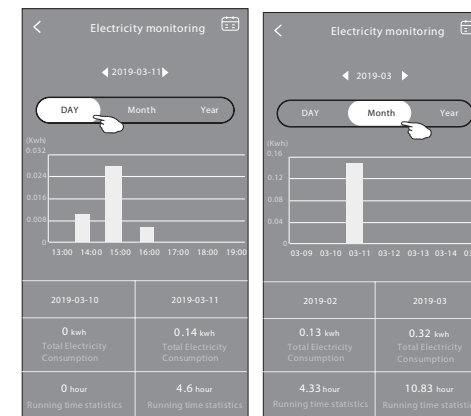 Electricity monitoring
2019-03-11
DAY Month Year
(Kwh)
0.032
0.024
0.016
0.008
0
13:00 14:00 15:00 16:00 17:00 18:00 19:00
2019-03-10 2019-03-11
0 kwh 0.14 kwh
Total Electricity Total Electricity
Consumption Consumption
0 hour 4.6 hour
Running time statistics Running time statistics
Electricity monitoring
2019-03
DAY Month Year
(Kwh)
0.16
0.12
0.08
0.04
0
03-09 03-10 03-11 03-12 03-13 03-14
2019-02 2019-03
0.13 kwh 0.32 kwh
Total Electricity Total Electricity
Consumption Consumption
4.33 hour 10.83 hour
Running time statistics Running time statistics